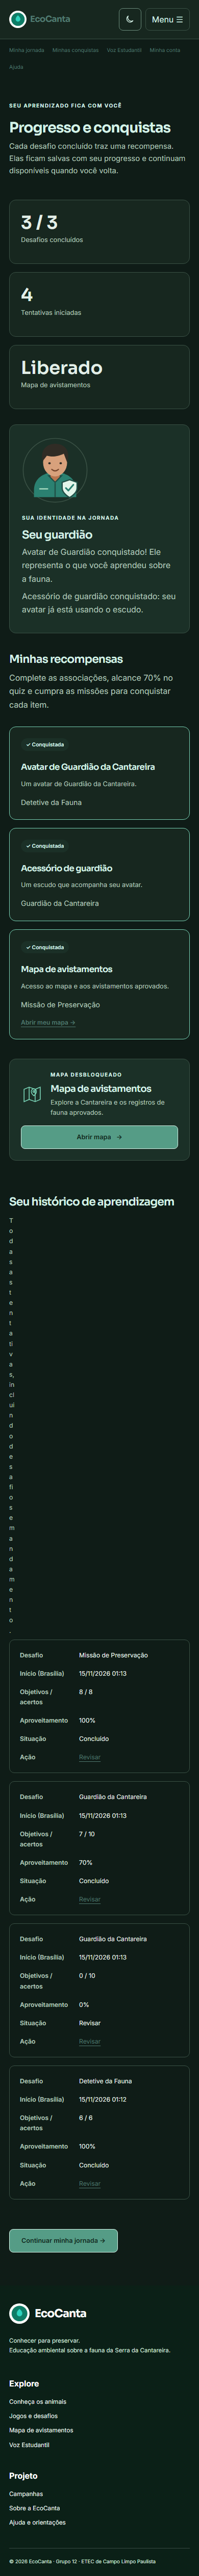 EcoCanta
Menu ☰
Minha jornada Minhas conquistas Voz Estudantil Minha conta
Ajuda
SEU APRENDIZADO FICA COM VOCÊ
Progresso e conquistas
Cada desafio concluído traz uma recompensa.
Elas ficam salvas com seu progresso e continuam
disponíveis quando você volta.
3 / 3
Desafios concluídos
4
Tentativas iniciadas
Liberado
Mapa de avistamentos
SUA IDENTIDADE NA JORNADA
Seu guardião
Avatar de Guardião conquistado! Ele
representa o que você aprendeu sobre
a fauna.
Acessório de guardião conquistado: seu
avatar já está usando o escudo.
Minhas recompensas
Complete as associações, alcance 70% no
quiz e cumpra as missões para conquistar
cada item.
✓ Conquistada
Avatar de Guardião da Cantareira
Um avatar de Guardião da Cantareira.
Detetive da Fauna
✓ Conquistada
Acessório de guardião
Um escudo que acompanha seu avatar.
Guardião da Cantareira
✓ Conquistada
Mapa de avistamentos
Acesso ao mapa e aos avistamentos aprovados.
Missão de Preservação
Abrir meu mapa →
MAPA DESBLOQUEADO
Mapa de avistamentos
Explore a Cantareira e os registros de
fauna aprovados.
Abrir mapa →
Seu histórico de aprendizagem
T
o
d
a
s
a
s
t
e
n
t
a
ti
v
a
s,
in
cl
ui
n
d
o
d
e
s
a
fi
o
s
e
m
a
n
d
a
m
e
n
t
o
.
Desafio Missão de Preservação
Início (Brasília) 15/11/2026 01:13
Objetivos /
acertos 8 / 8
Aproveitamento 100%
Situação Concluído
Ação Revisar
Desafio Guardião da Cantareira
Início (Brasília) 15/11/2026 01:13
Objetivos /
acertos 7 / 10
Aproveitamento 70%
Situação Concluído
Ação Revisar
Desafio Guardião da Cantareira
Início (Brasília) 15/11/2026 01:13
Objetivos /
acertos 0 / 10
Aproveitamento 0%
Situação Revisar
Ação Revisar
Desafio Detetive da Fauna
Início (Brasília) 15/11/2026 01:12
Objetivos /
acertos 6 / 6
Aproveitamento 100%
Situação Concluído
Ação Revisar
Continuar minha jornada →
EcoCanta
Conhecer para preservar.
Educação ambiental sobre a fauna da Serra da Cantareira.
Explore
Conheça os animais
Jogos e desafios
Mapa de avistamentos
Voz Estudantil
Projeto
Campanhas
Sobre a EcoCanta
Ajuda e orientações
© 2026 EcoCanta · Grupo 12 · ETEC de Campo Limpo Paulista